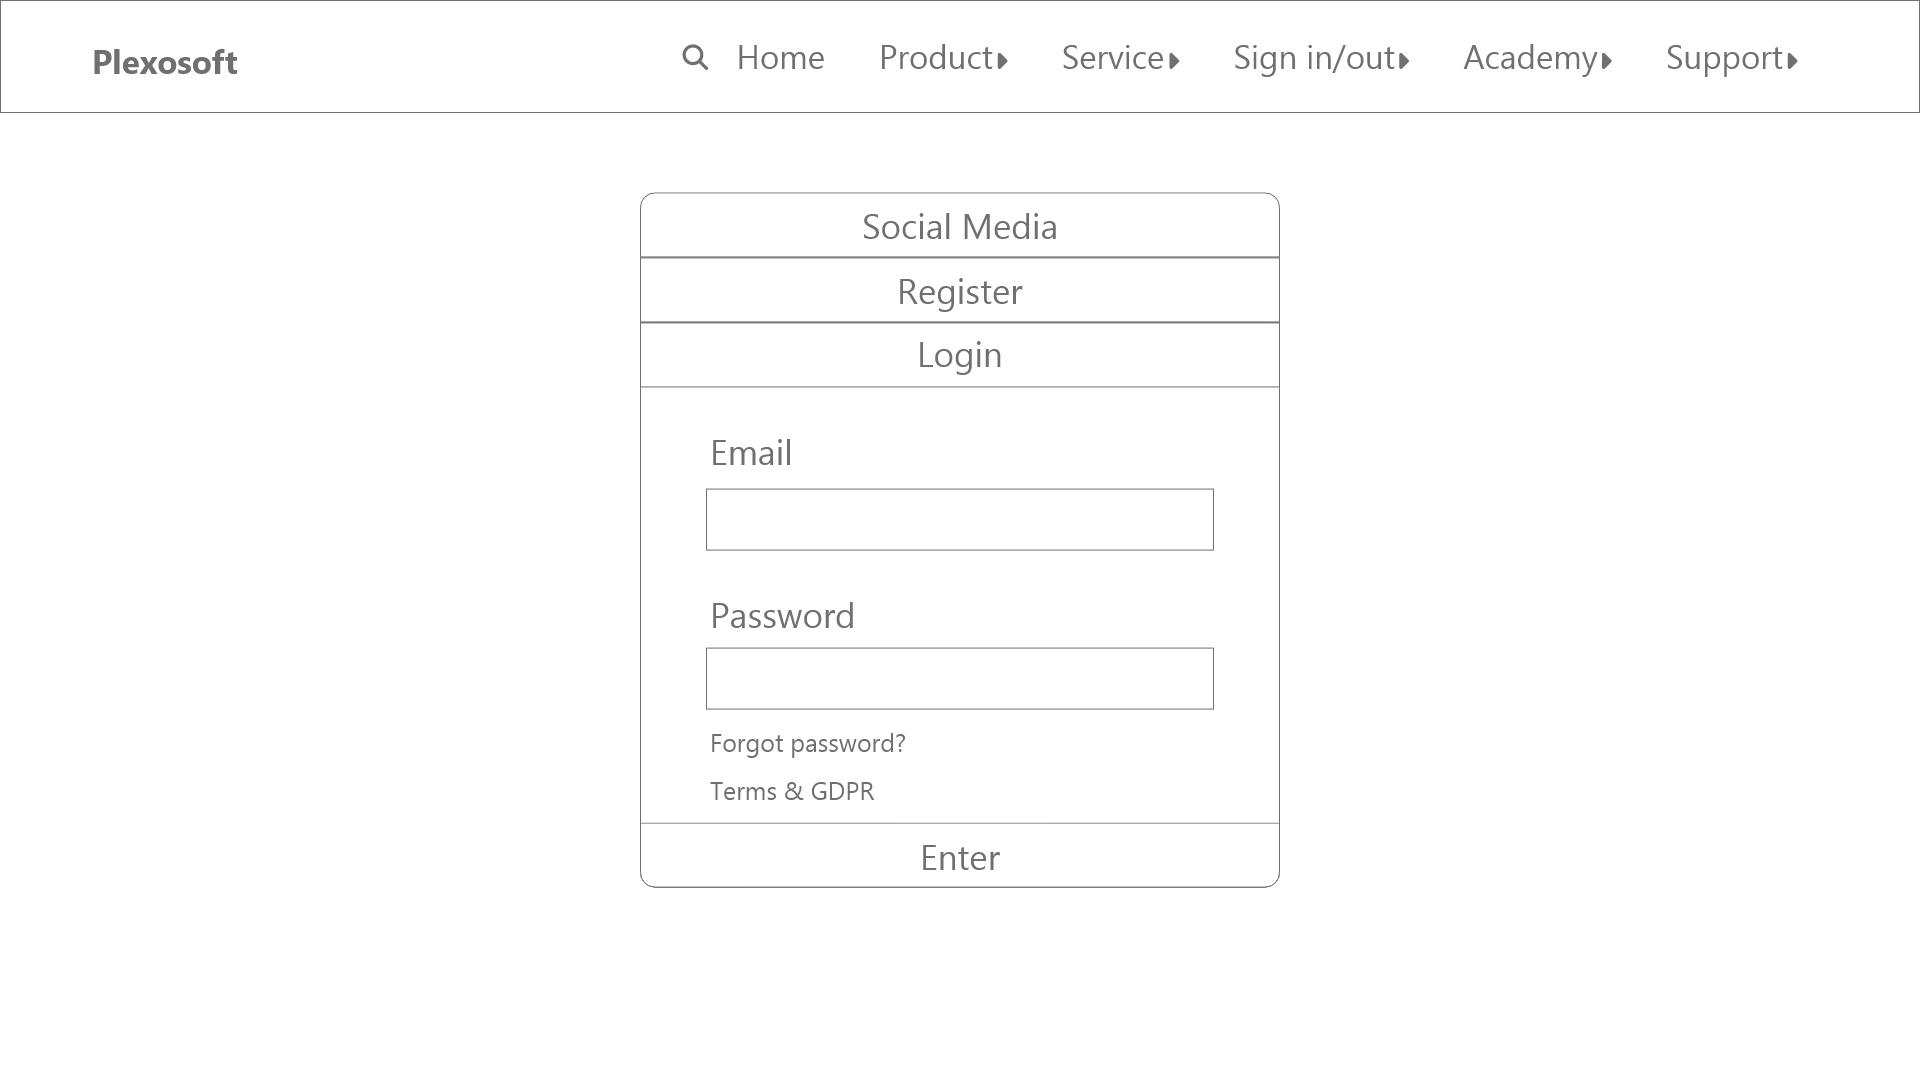 Plexosoft Home Product Service Sign in/out Academy Support
Social Media
Register
Login
Email
Password
Forgot password?
Terms & GDPR
Enter